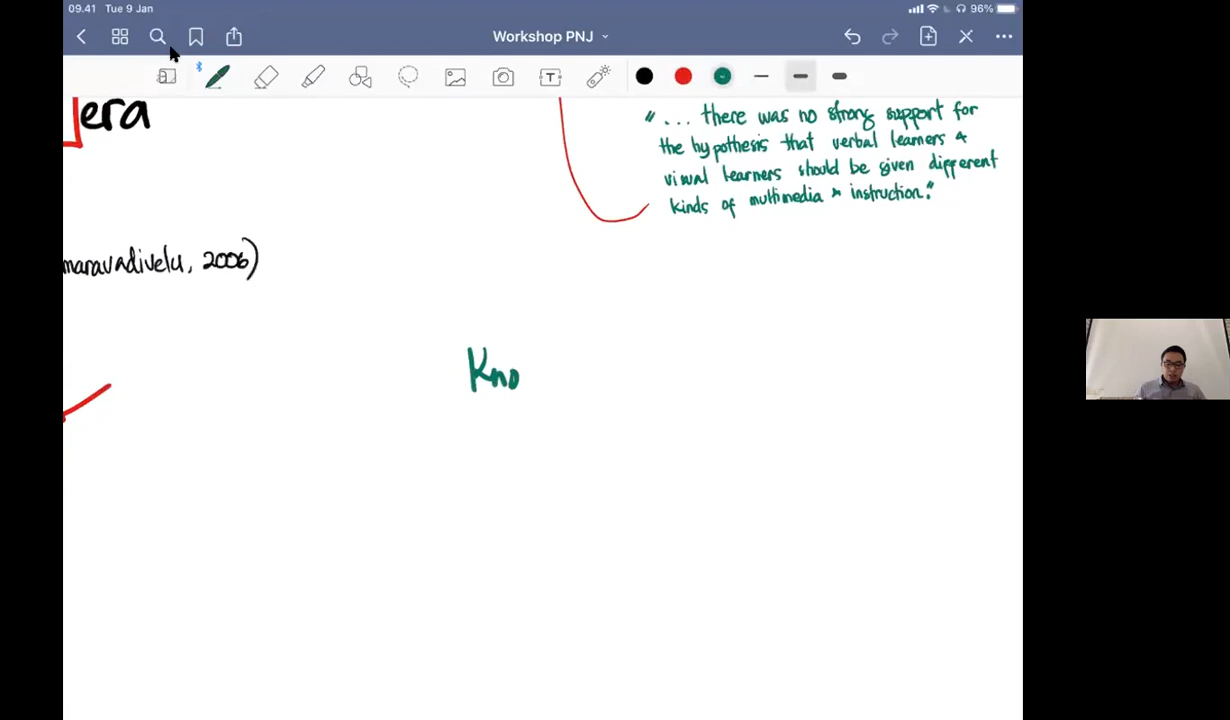 09.41 Tue 9 Jan
96%
Workshop PNJ
T
era
"... there was no strong support for
the hypothesis that verbal learners &
visual learners should be given different
kinds of multimedia instruction."
maravadivelu, 2006)
Kno